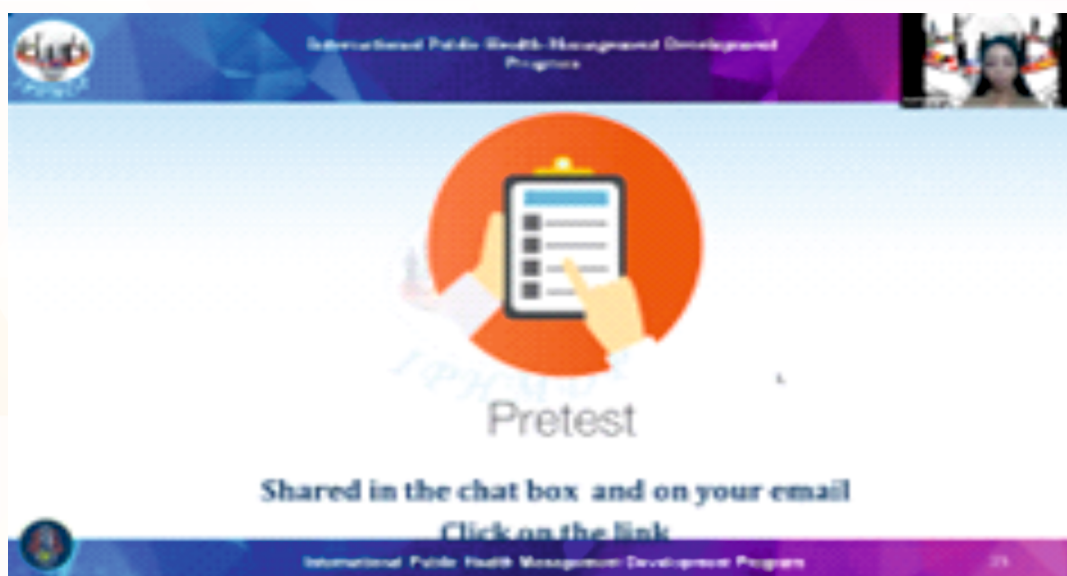 International Public Health Management Development
Program
IPHMDP
Pretest
Shared in the chat box and on your email
Click on the link
International Public Health Management Development Program